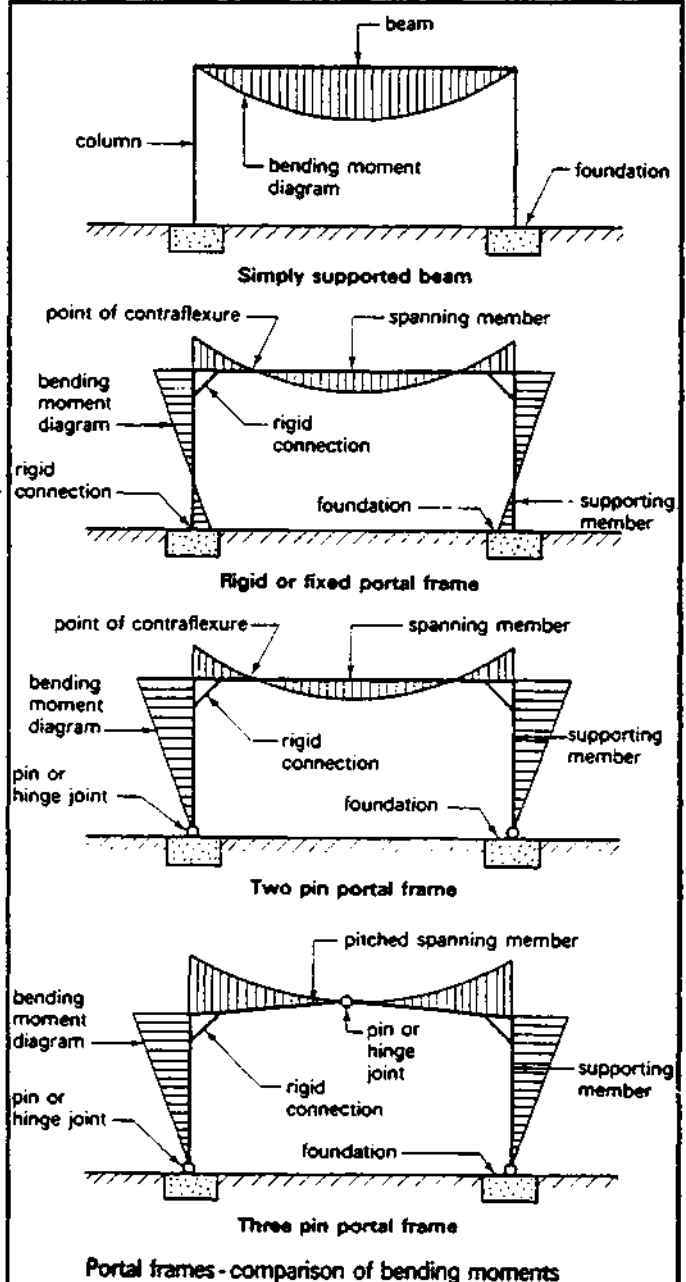 beam
column
bending moment
diagram
foundation
Simply supported beam
point of contraflexure
spanning member
bending
moment
diagram
rigid
connection
rigid
connection
foundation
supporting
member
Rigid or fixed portal frame
point of contraflexure
spanning member
bending
moment
diagram
rigid
connection
supporting
member
pin or
hinge joint
foundation
Two pin portal frame
pitched spanning member
bending
moment
diagram
pin or
hinge
joint
rigid
connection
supporting
member
pin or
hinge joint
foundation
Three pin portal frame
Portal frames - comparison of bending moments